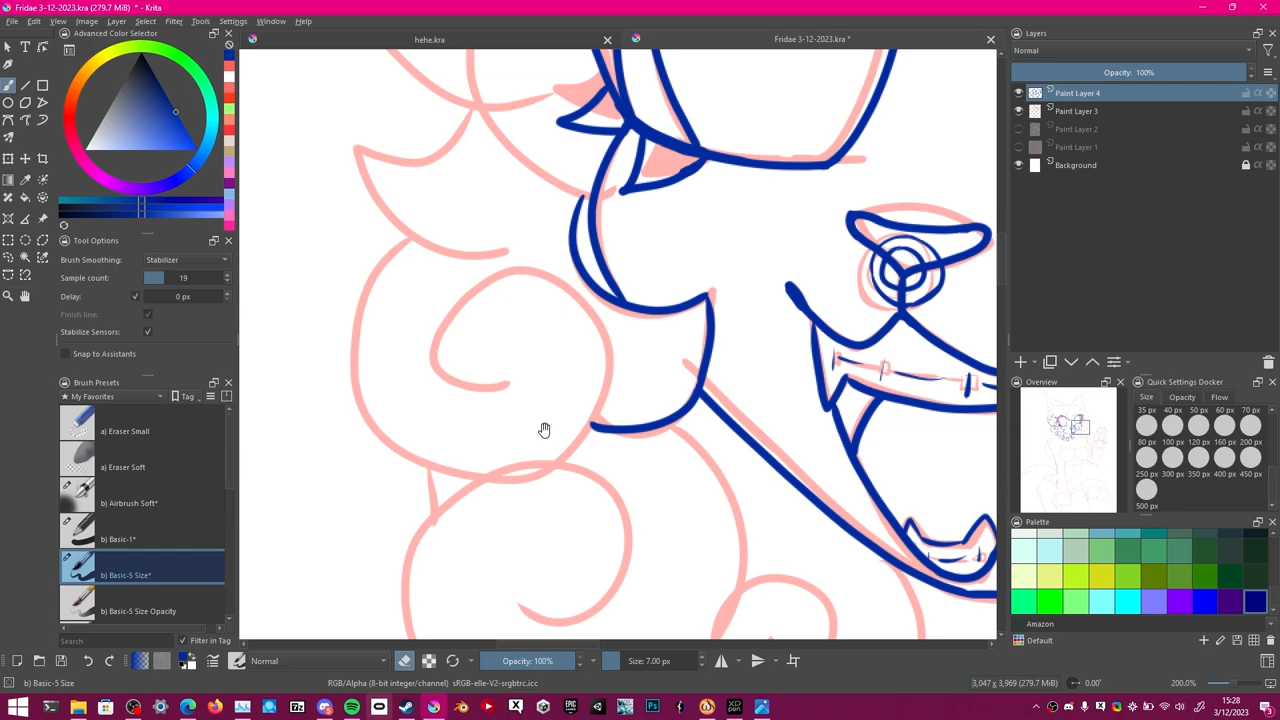 Fridae 3-12-2023.kra (279.7 MiB) * - Krita
File Edit View Image Layer Select Filter Tools Settings Window Help
Advanced Color Selector
hehe.kra
Fridae 3-12-2023.kra *
Layers
Normal
Opacity: 100%
Paint Layer 4
Paint Layer 3
Paint Layer 2
Paint Layer 1
Background
Tool Options
Brush Smoothing: Stabilizer
Sample count: 19
Delay: 0 px
Finish line:
Stabilize Sensors:
Snap to Assistants
Brush Presets
★ My Favorites
Tag
a) Eraser Small
a) Eraser Soft
b) Airbrush Soft*
b) Basic-1*
b) Basic-5 Size*
b) Basic-5 Size Opacity
Search
Filter in Tag
Overview
Quick Settings Docker
Size Opacity Flow
35 px 40 px 50 px 60 px 70 px
80 px 100 px 120 px 160 px 200 px
250 px 300 px 350 px 400 px 450 px
500 px
Palette
Amazon
Default
Normal
Opacity: 100%
Size: 7.00 px
b) Basic-5 Size
RGB/Alpha (8-bit integer/channel) sRGB-elle-V2-srgbtrc.icc
3,047 x 3,969 (279.7 MiB)
0.00°
200.0%
15:28
3/12/2023